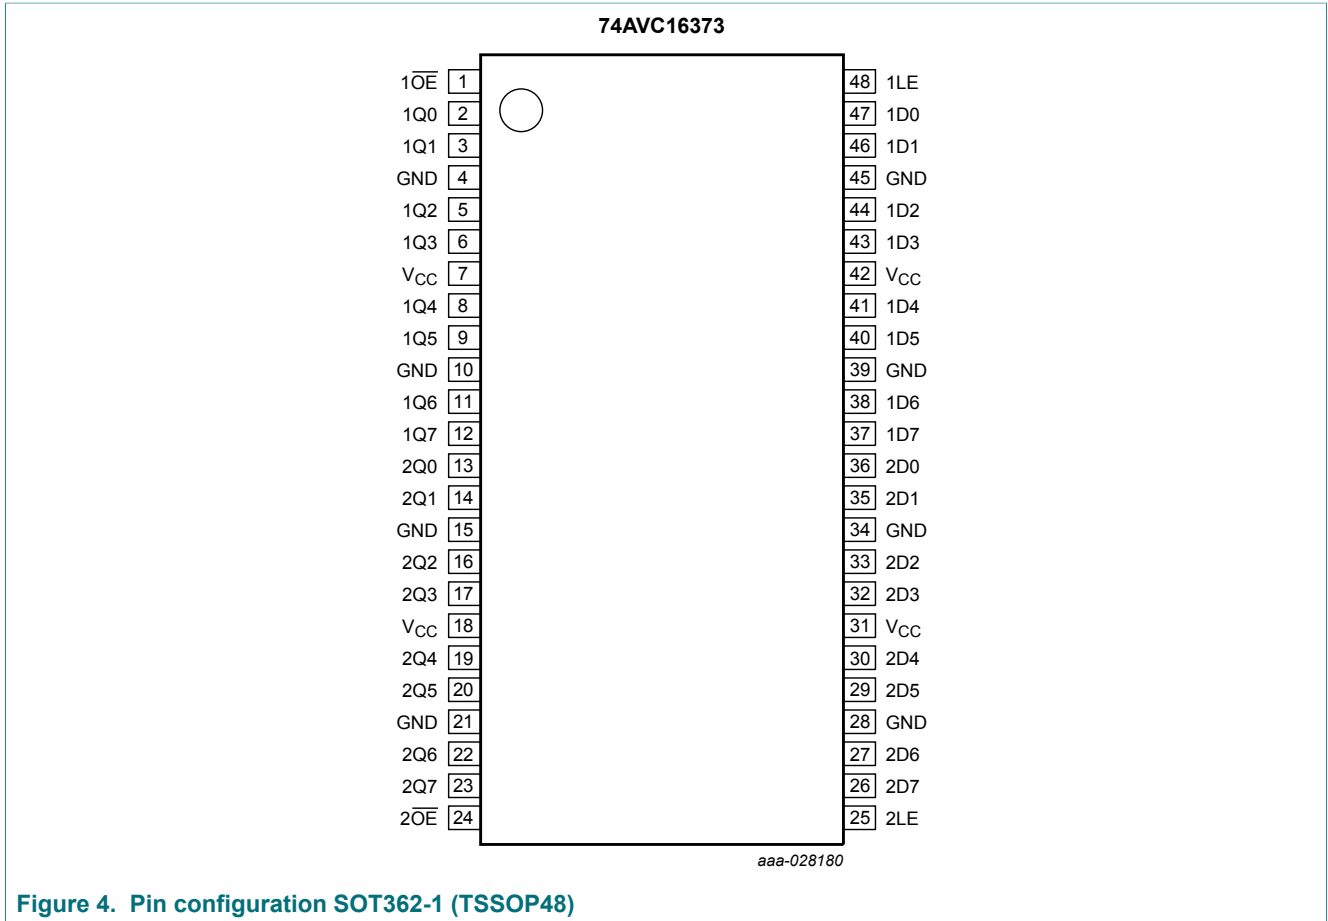 74AVC16373
1O̅E̅ 1 48 1LE
1Q0 2 47 1D0
1Q1 3 46 1D1
GND 4 45 GND
1Q2 5 44 1D2
1Q3 6 43 1D3
VCC 7 42 VCC
1Q4 8 41 1D4
1Q5 9 40 1D5
GND 10 39 GND
1Q6 11 38 1D6
1Q7 12 37 1D7
2Q0 13 36 2D0
2Q1 14 35 2D1
GND 15 34 GND
2Q2 16 33 2D2
2Q3 17 32 2D3
VCC 18 31 VCC
2Q4 19 30 2D4
2Q5 20 29 2D5
GND 21 28 GND
2Q6 22 27 2D6
2Q7 23 26 2D7
2O̅E̅ 24 25 2LE
aaa-028180
Figure 4. Pin configuration SOT362-1 (TSSOP48)